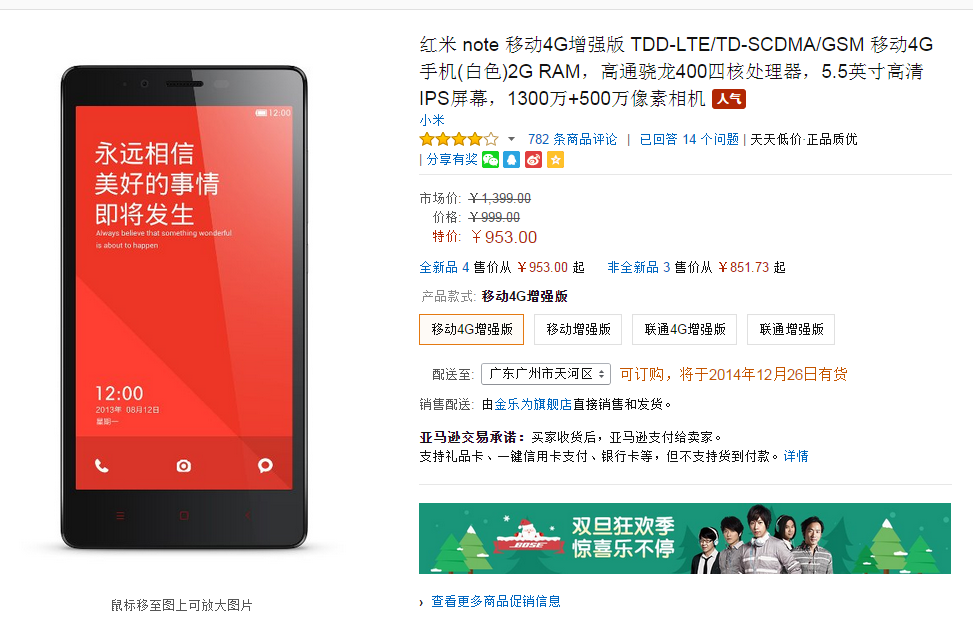 12:00
永远相信
美好的事情
即将发生
Always believe that something wonderful
is about to happen
12:00
2013年 08月12日
星期一
鼠标移至图上可放大图片
红米 note 移动4G增强版 TDD-LTE/TD-SCDMA/GSM 移动4G
手机(白色)2G RAM，高通骁龙400四核处理器，5.5英寸高清
IPS屏幕，1300万+500万像素相机 人气
小米
782 条商品评论 | 已回答 14 个问题 | 天天低价·正品质优
| 分享有奖
市场价: ￥1,399.00
价格: ￥999.00
特价: ￥953.00
全新品 4 售价从 ￥953.00 起 非全新品 3 售价从 ￥851.73 起
产品款式: 移动4G增强版
移动4G增强版 移动增强版 联通4G增强版 联通增强版
配送至: 广东广州市天河区 可订购，将于2014年12月26日有货
销售配送: 由金乐为旗舰店直接销售和发货。
亚马逊交易承诺：买家收货后，亚马逊支付给卖家。
支持礼品卡、一键信用卡支付、银行卡等，但不支持货到付款。详情
BOSE
双旦狂欢季
惊喜乐不停
› 查看更多商品促销信息